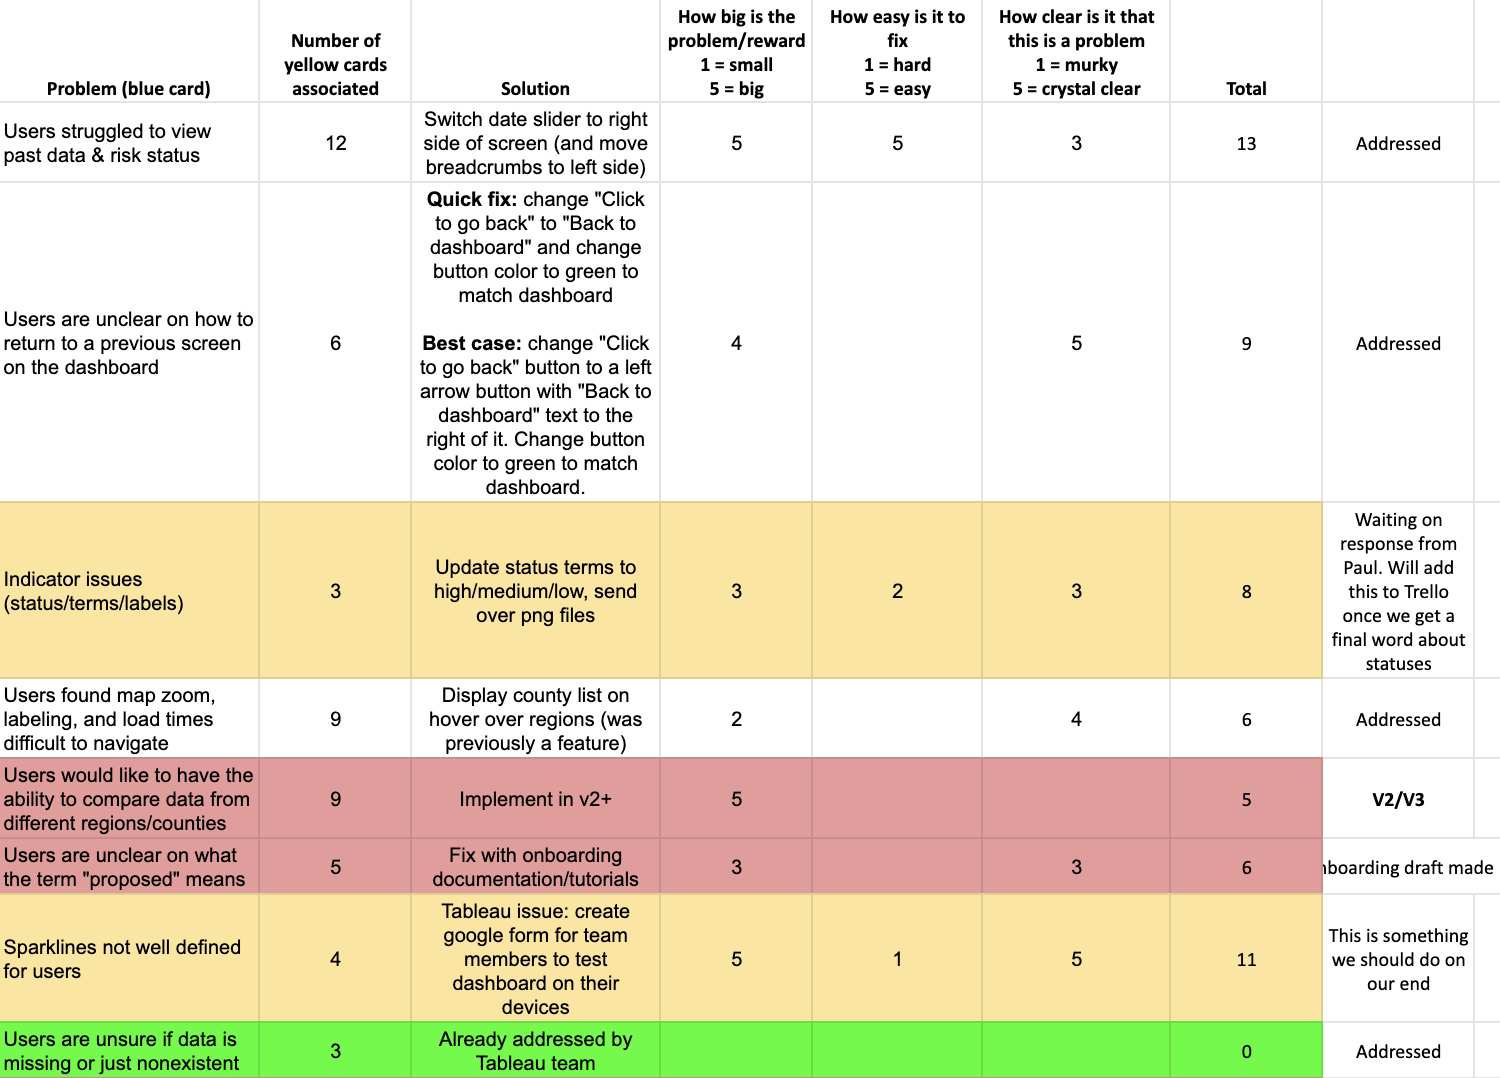 Problem (blue card)
Number of
yellow cards
associated
Solution
How big is the
problem/reward
1 = small
5 = big
How easy is it to
fix
1 = hard
5 = easy
How clear is it that
this is a problem
1 = murky
5 = crystal clear
Total
Users struggled to view
past data & risk status
12
Switch date slider to right
side of screen (and move
breadcrumbs to left side)
5
5
3
13
Addressed
Users are unclear on how to
return to a previous screen
on the dashboard
6
Quick fix: change "Click
to go back" to "Back to
dashboard" and change
button color to green to
match dashboard
Best case: change "Click
to go back" button to a left
arrow button with "Back to
dashboard" text to the
right of it. Change button
color to green to match
dashboard.
4
5
9
Addressed
Indicator issues
(status/terms/labels)
3
Update status terms to
high/medium/low, send
over png files
3
2
3
8
Waiting on
response from
Paul. Will add
this to Trello
once we get a
final word about
statuses
Users found map zoom,
labeling, and load times
difficult to navigate
9
Display county list on
hover over regions (was
previously a feature)
2
4
6
Addressed
Users would like to have the
ability to compare data from
different regions/counties
9
Implement in v2+
5
5
V2/V3
Users are unclear on what
the term "proposed" means
5
Fix with onboarding
documentation/tutorials
3
3
6
nboarding draft made
Sparklines not well defined
for users
4
Tableau issue: create
google form for team
members to test
dashboard on their
devices
5
1
5
11
This is something
we should do on
our end
Users are unsure if data is
missing or just nonexistent
3
Already addressed by
Tableau team
0
Addressed